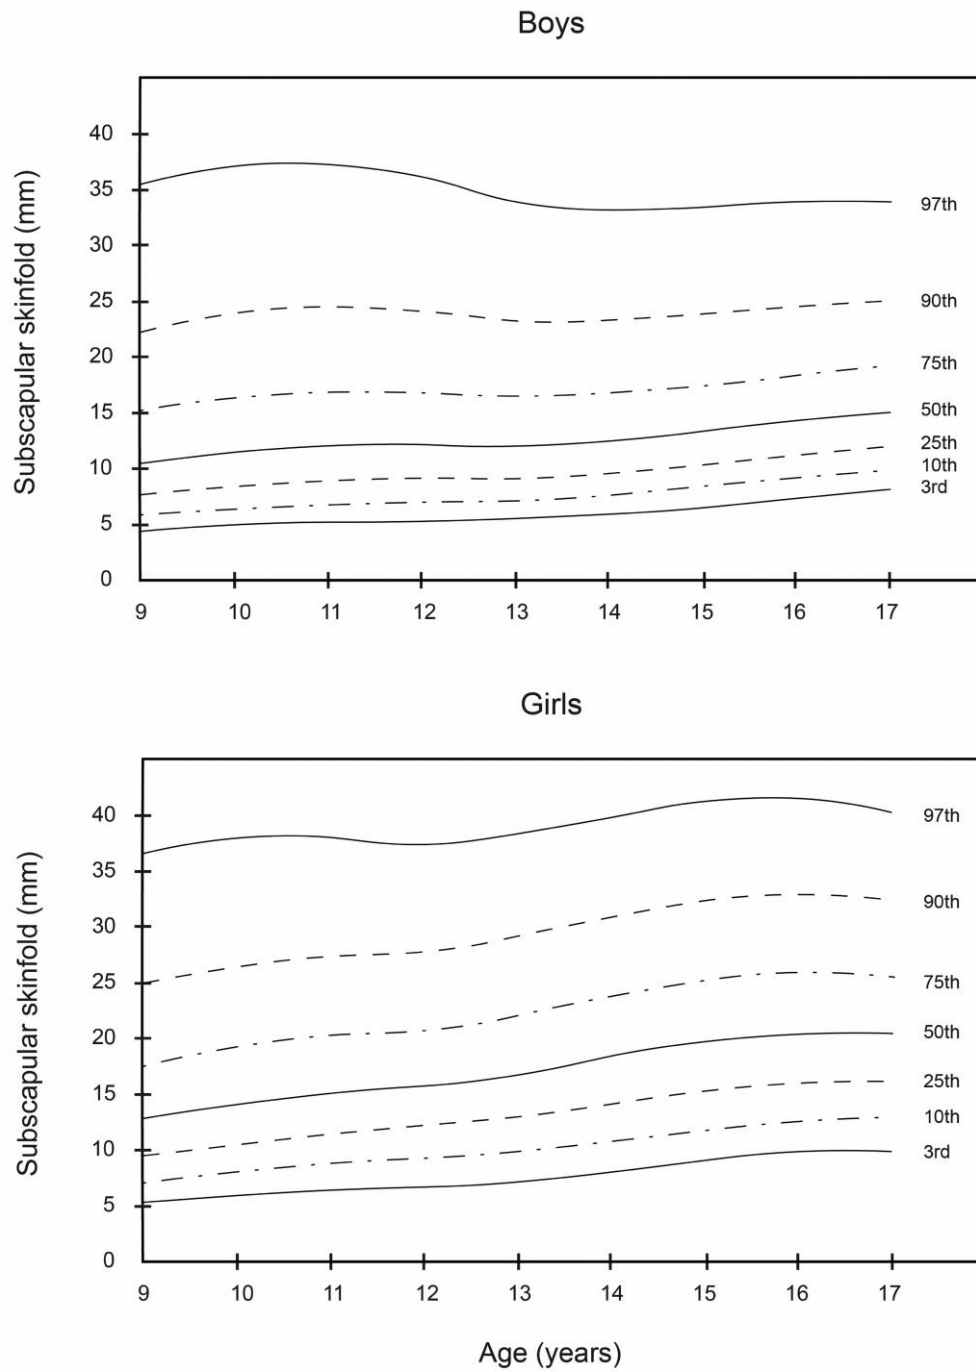 Boys
Subscapular skinfold (mm)
40
35
30
25
20
15
10
5
0
97th
90th
75th
50th
25th
10th
3rd
9 10 11 12 13 14 15 16 17
Girls
Subscapular skinfold (mm)
40
35
30
25
20
15
10
5
0
97th
90th
75th
50th
25th
10th
3rd
9 10 11 12 13 14 15 16 17
Age (years)